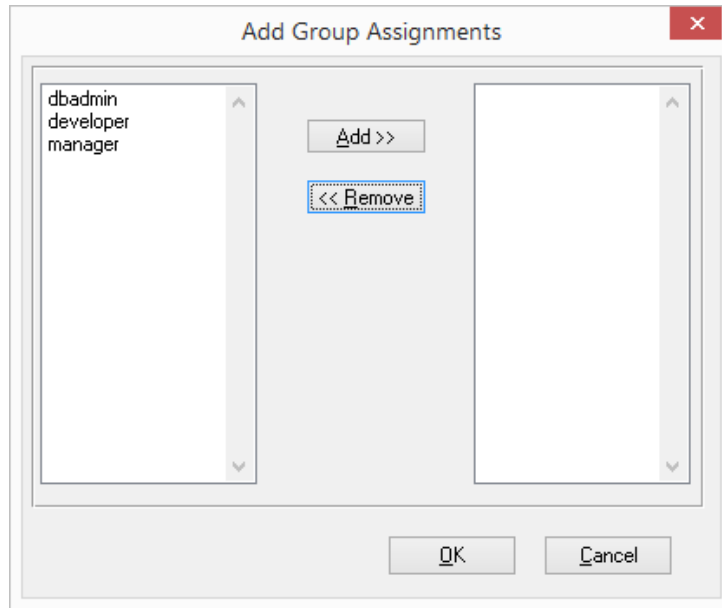 Add Group Assignments
dbadmin
developer
manager
Add >>
<< Remove
OK
Cancel